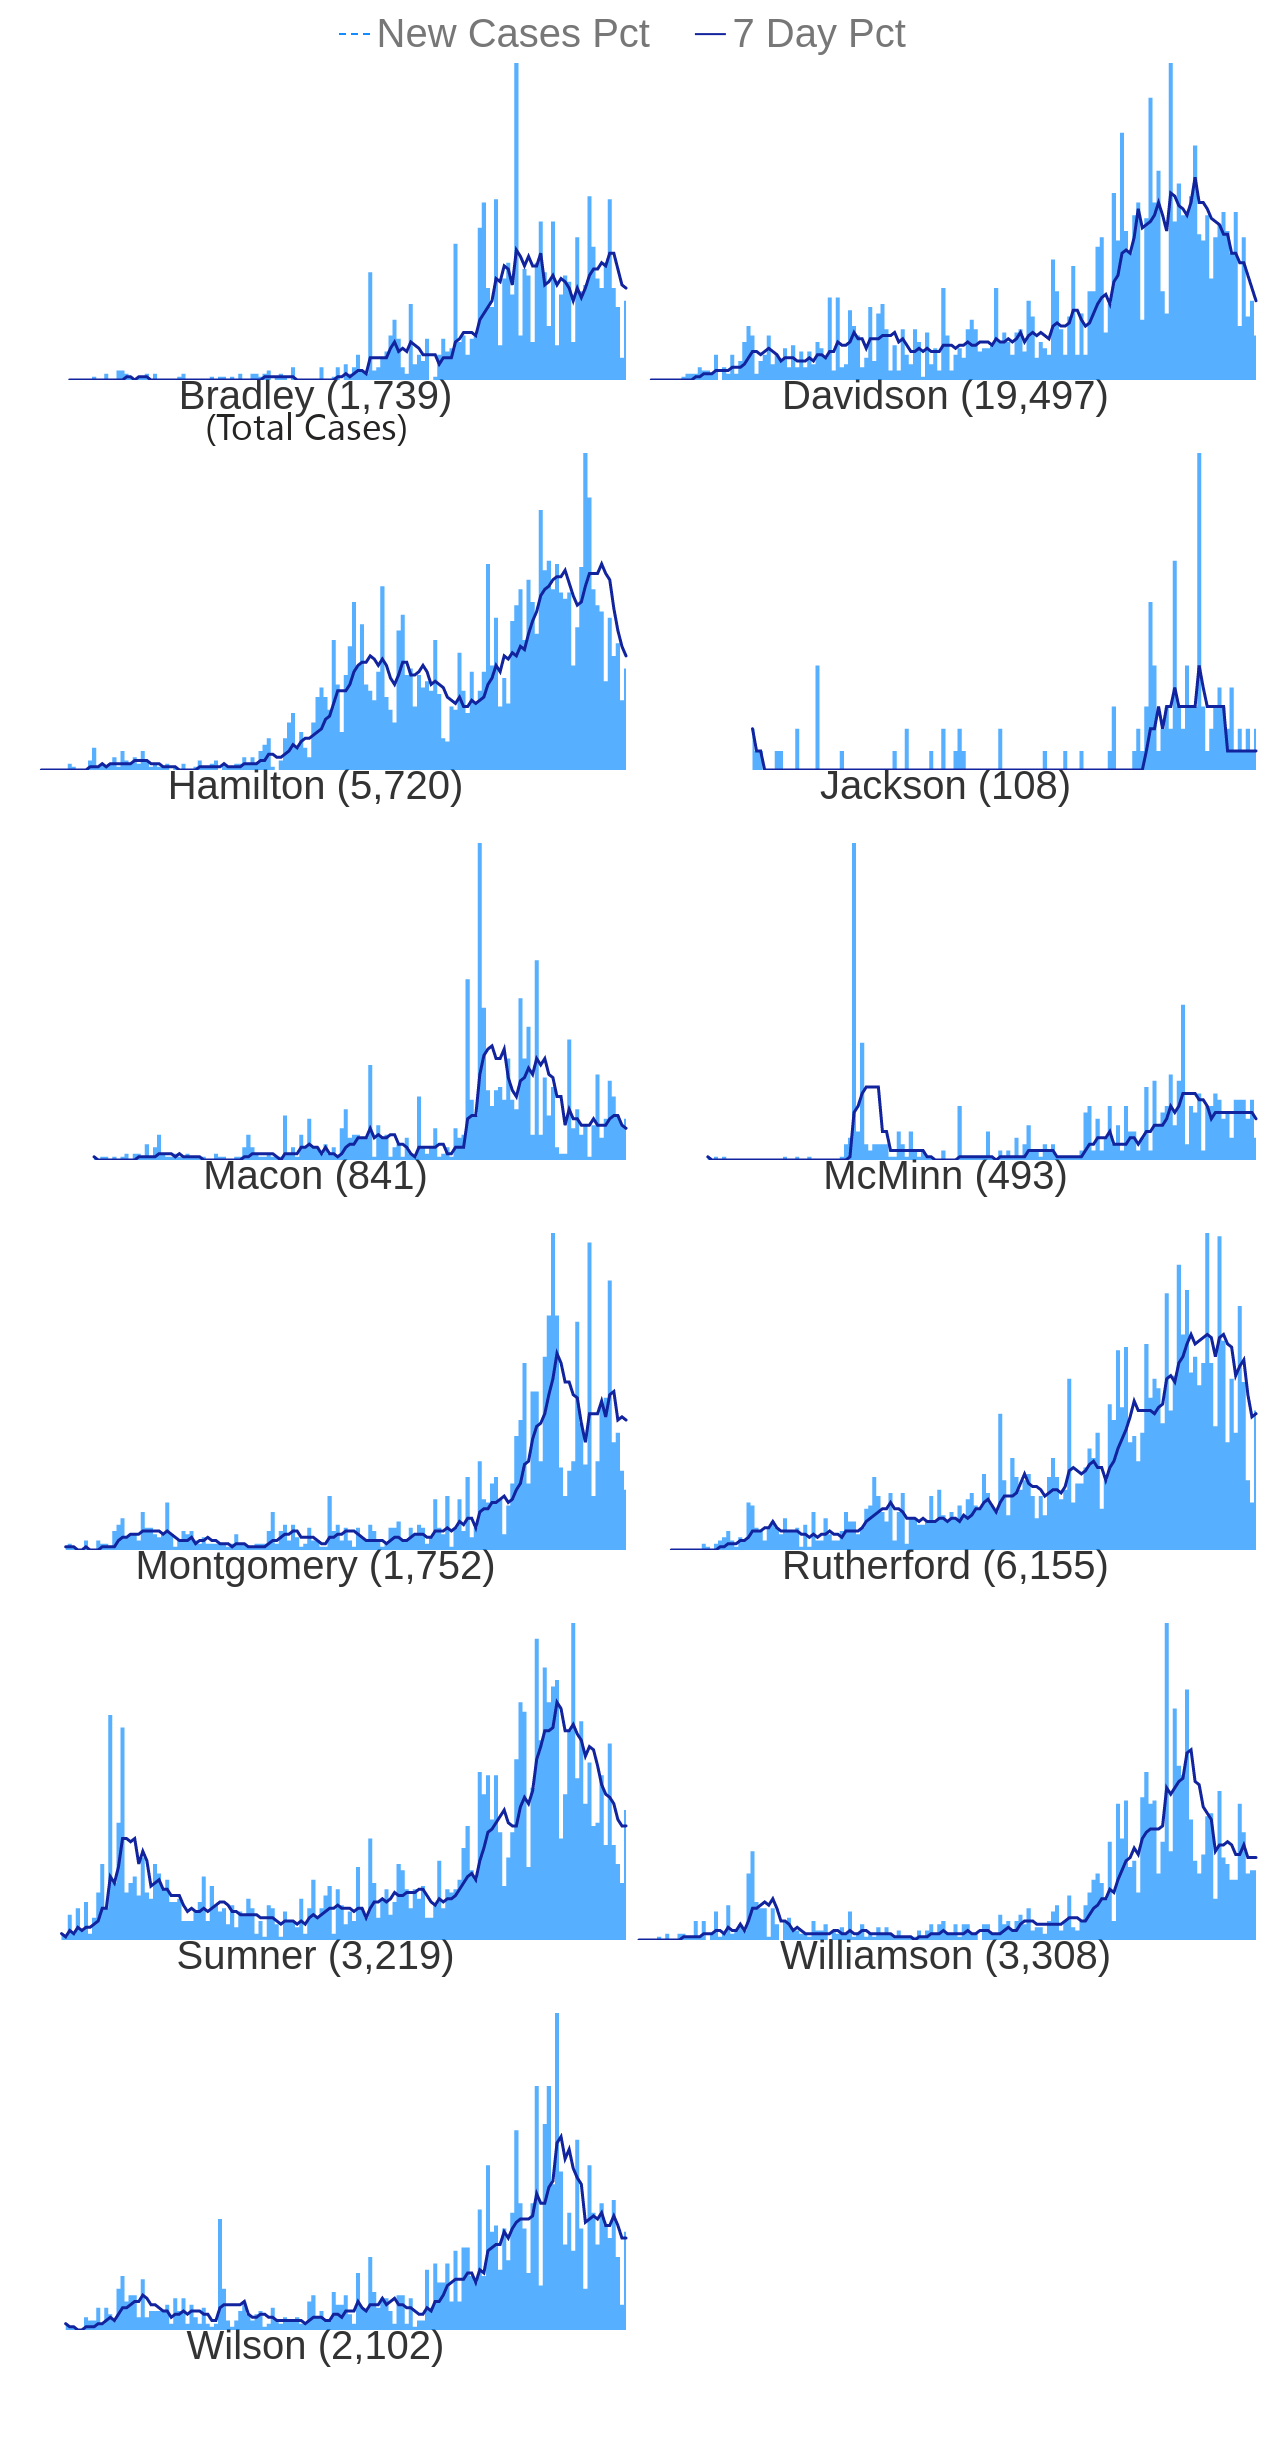 New Cases Pct 7 Day Pct
Bradley (1,739) Davidson (19,497)
(Total Cases)
Hamilton (5,720) Jackson (108)
Macon (841) McMinn (493)
Montgomery (1,752) Rutherford (6,155)
Sumner (3,219) Williamson (3,308)
Wilson (2,102)